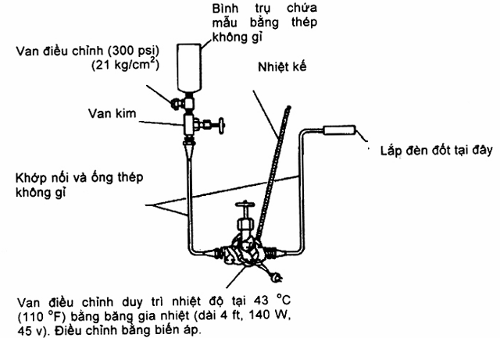 Bình trụ chứa
mẫu bằng thép
không gỉ
Van điều chỉnh (300 psi)
(21 kg/cm²)
Nhiệt kế
Van kim
Lắp đèn đốt tại đây
Khớp nối và ống thép
không gỉ
Van điều chỉnh duy trì nhiệt độ tại 43 °C
(110 °F) bằng băng gia nhiệt (dài 4 ft, 140 W,
45 v). Điều chỉnh bằng biến áp.